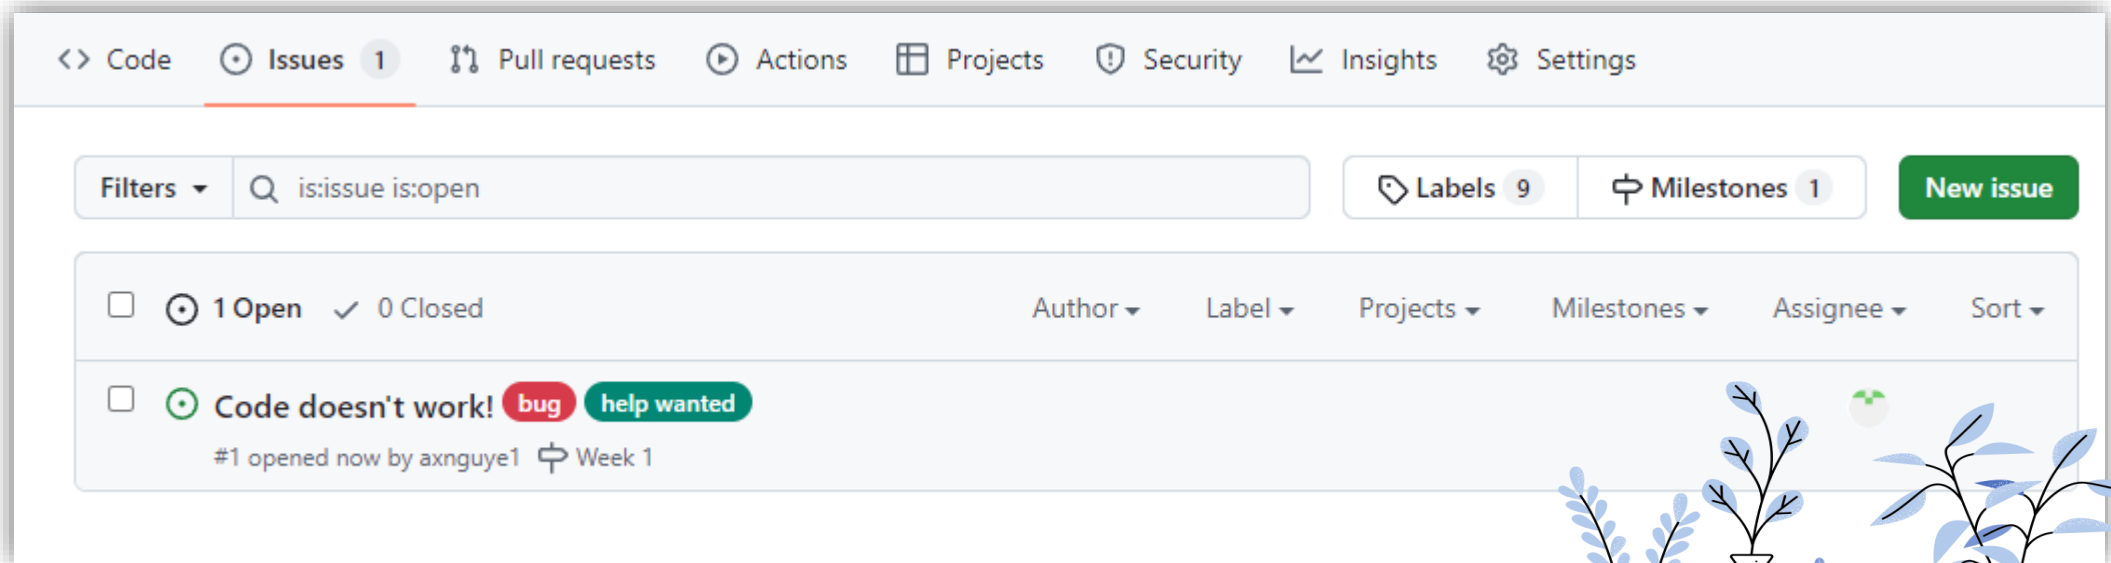 Code Issues 1 Pull requests Actions Projects Security Insights Settings
Filters is:issue is:open Labels 9 Milestones 1 New issue
1 Open 0 Closed Author Label Projects Milestones Assignee Sort
Code doesn't work! bug help wanted
#1 opened now by axnguye1 Week 1